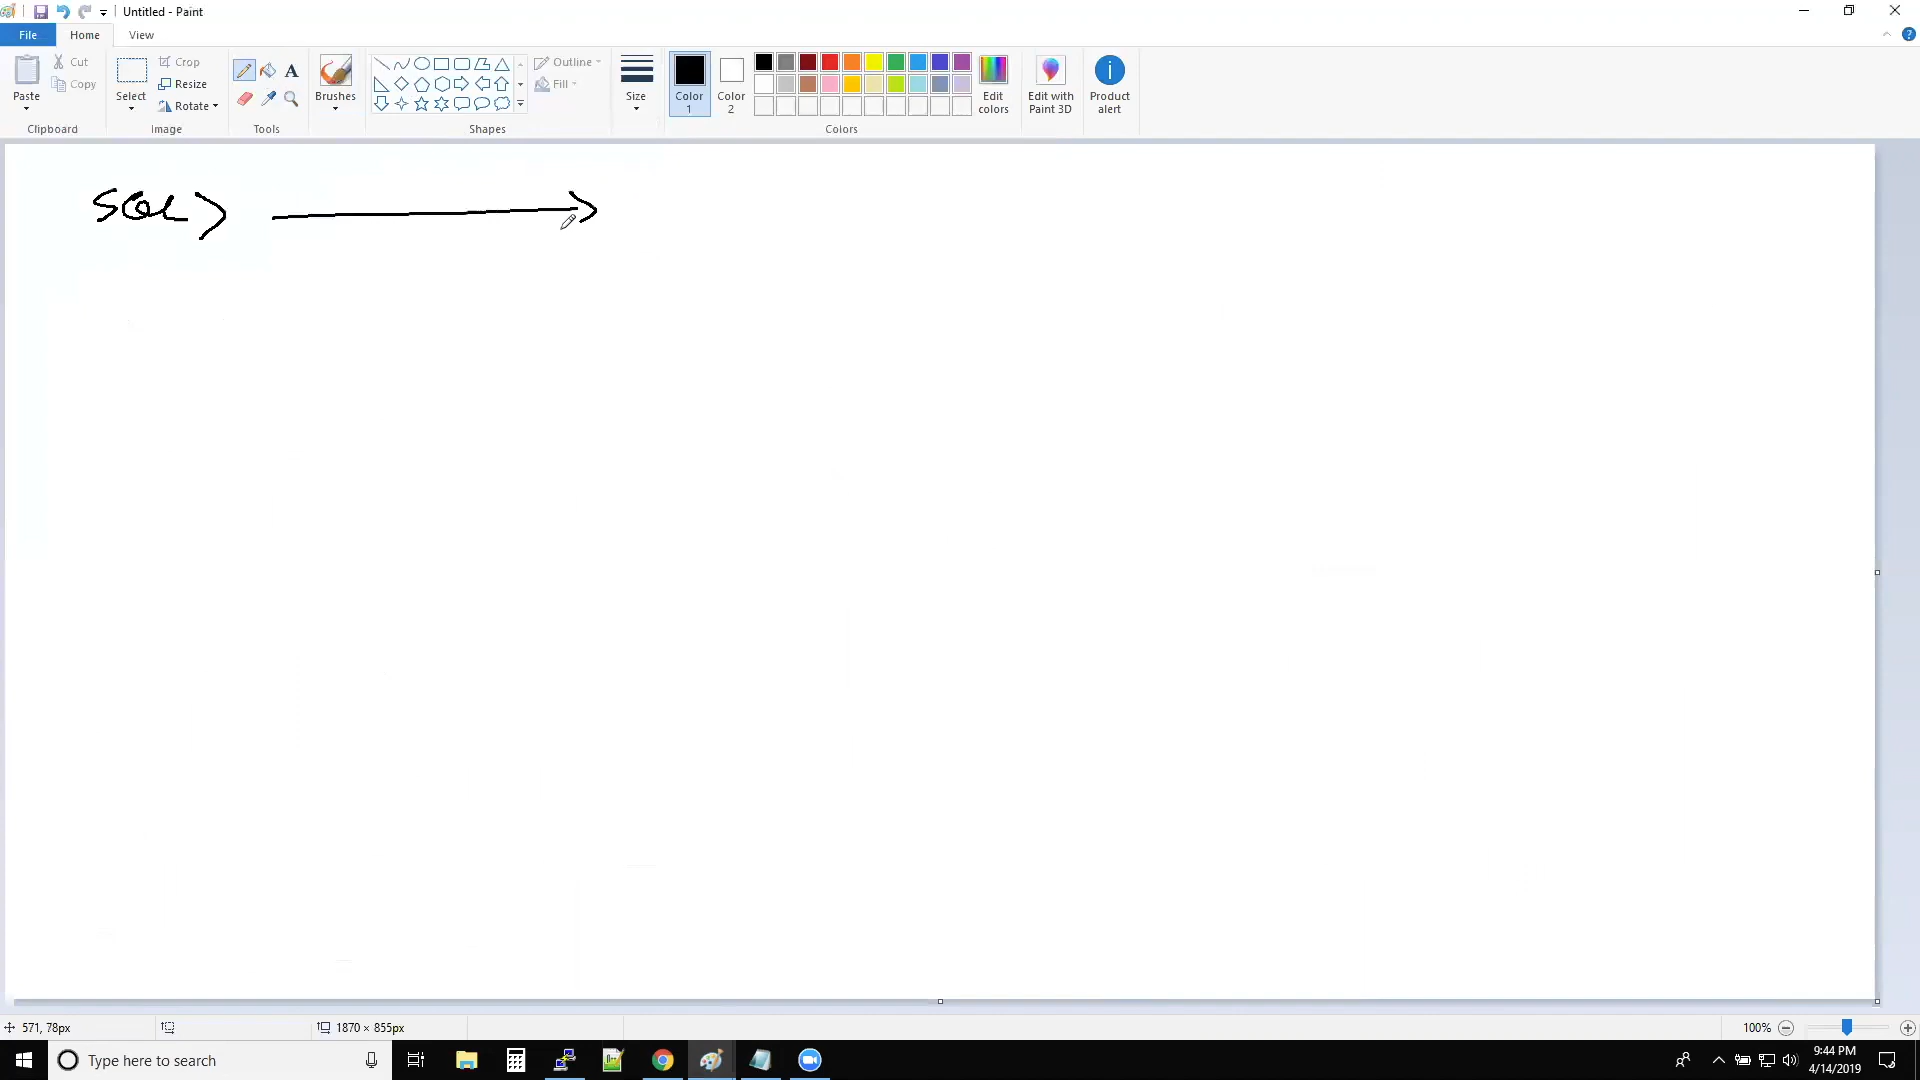 Untitled - Paint
File Home View
Paste
Cut
Copy
Clipboard
Select
Crop
Resize
Rotate
Image
Tools
Brushes
Shapes
Outline
Fill
Size
Color 1
Color 2
Colors
Edit colors
Edit with Paint 3D
Product alert
SQL >
571, 78px
1870 × 855px
100%
Type here to search
9:44 PM
4/14/2019